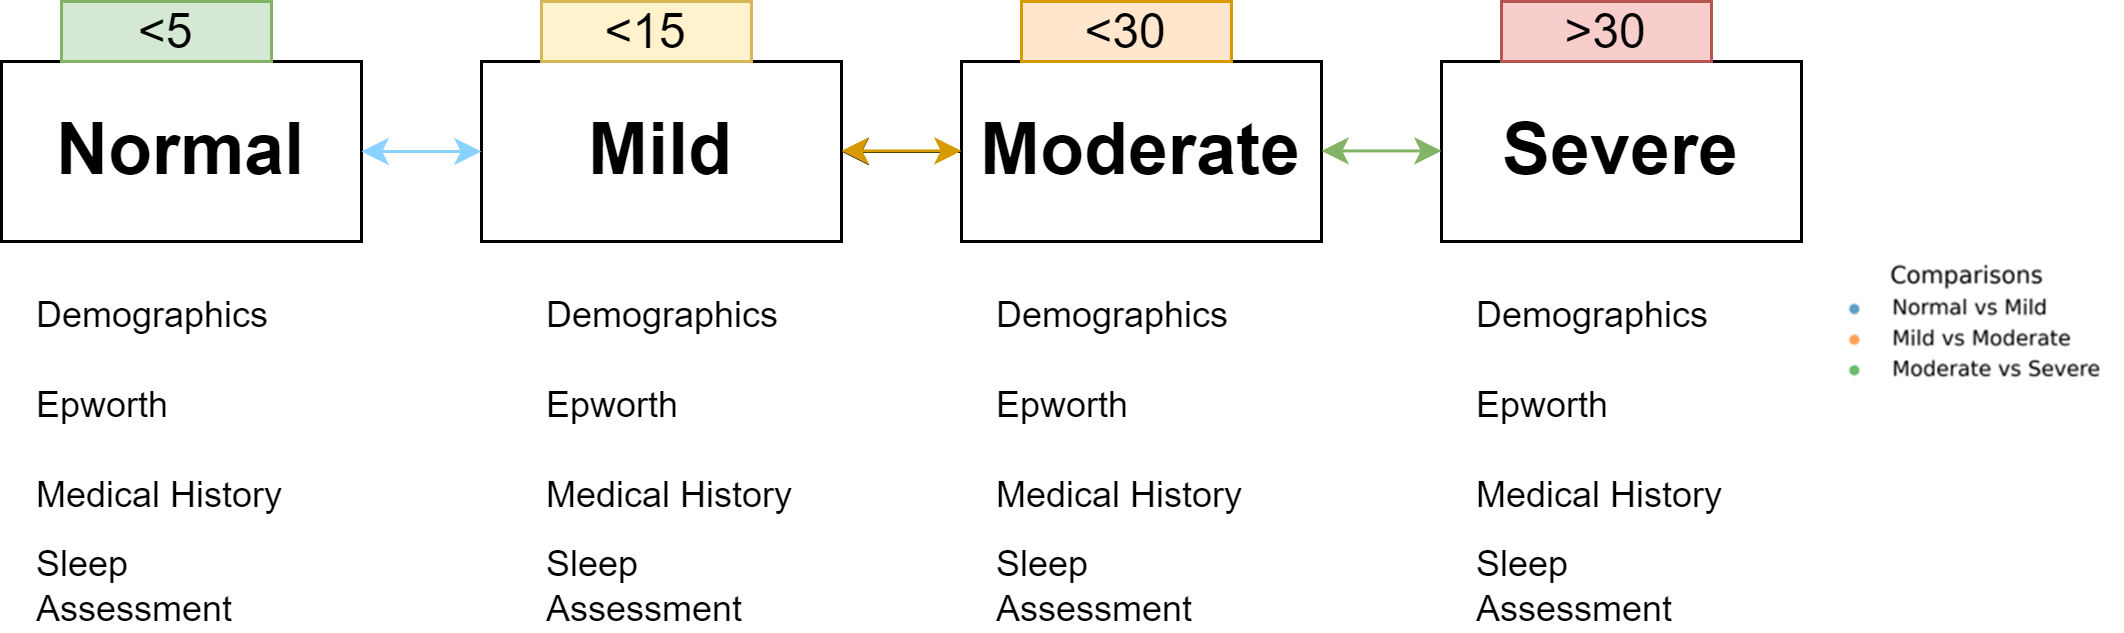 <5 <15 <30 >30
Normal Mild Moderate Severe
Demographics Demographics Demographics Demographics
Epworth Epworth Epworth Epworth
Medical History Medical History Medical History Medical History
Sleep Sleep Sleep Sleep
Assessment Assessment Assessment Assessment
Comparisons
Normal vs Mild
Mild vs Moderate
Moderate vs Severe